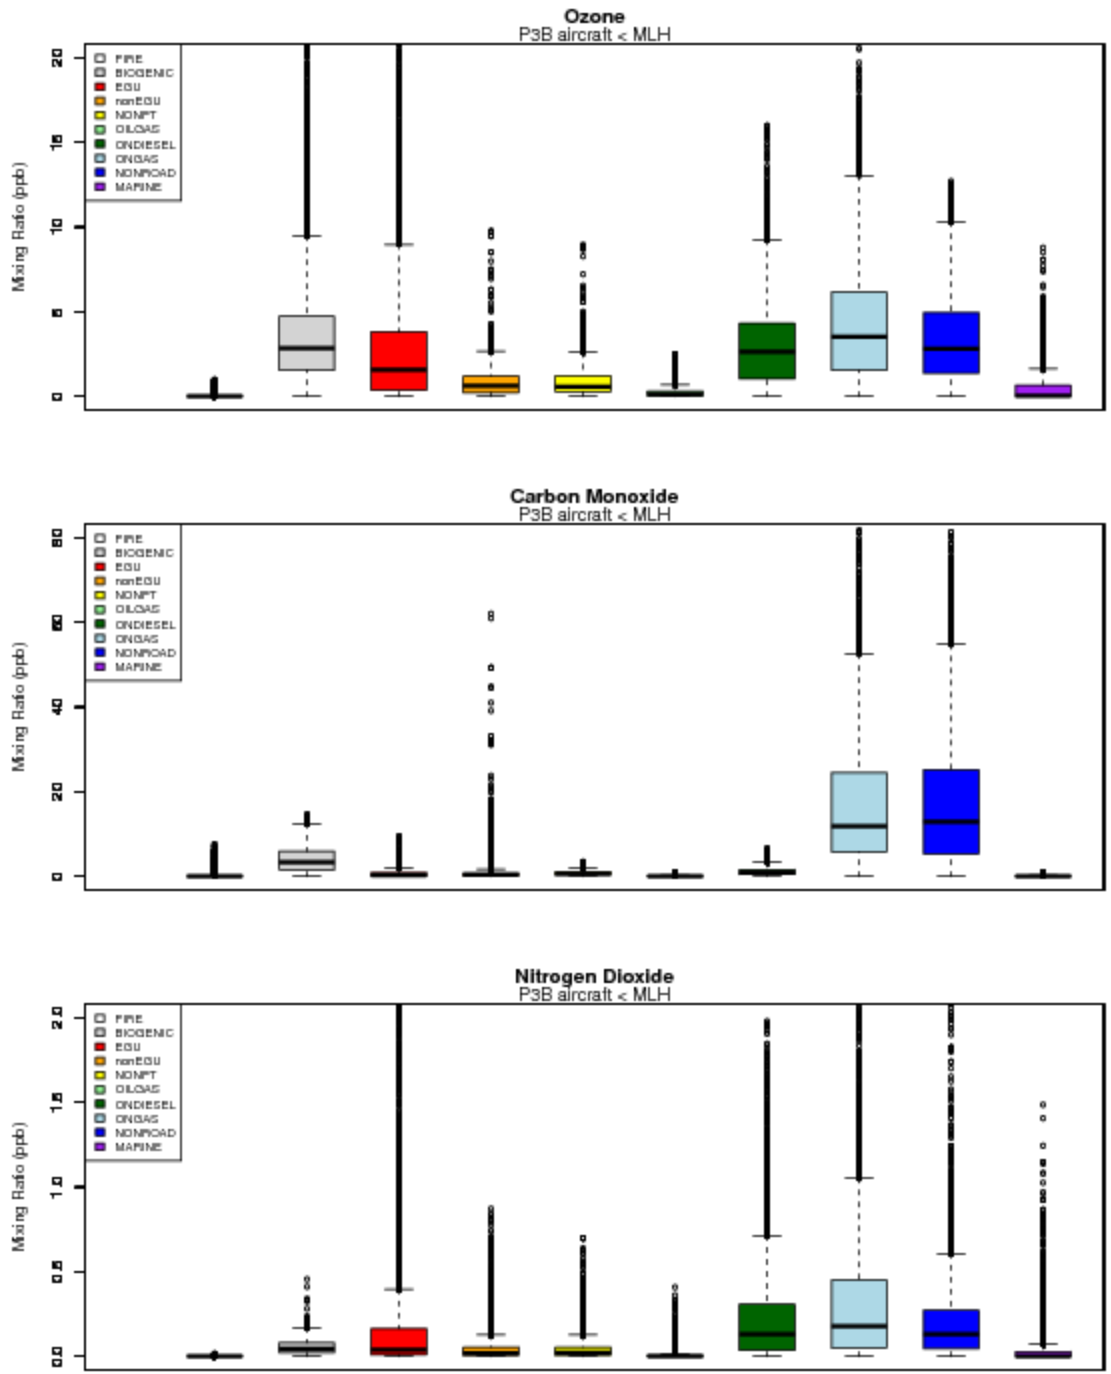 Ozone
P3B aircraft < MLH
Mixing Ratio (ppb)
20
15
10
5
0
FIRE
BIOGENIC
EGU
nonEGU
NONPT
OILGAS
ONDIESEL
ONGAS
NONROAD
MARINE
Carbon Monoxide
P3B aircraft < MLH
Mixing Ratio (ppb)
80
60
40
20
0
FIRE
BIOGENIC
EGU
nonEGU
NONPT
OILGAS
ONDIESEL
ONGAS
NONROAD
MARINE
Nitrogen Dioxide
P3B aircraft < MLH
Mixing Ratio (ppb)
2.0
1.5
1.0
0.5
0.0
FIRE
BIOGENIC
EGU
nonEGU
NONPT
OILGAS
ONDIESEL
ONGAS
NONROAD
MARINE